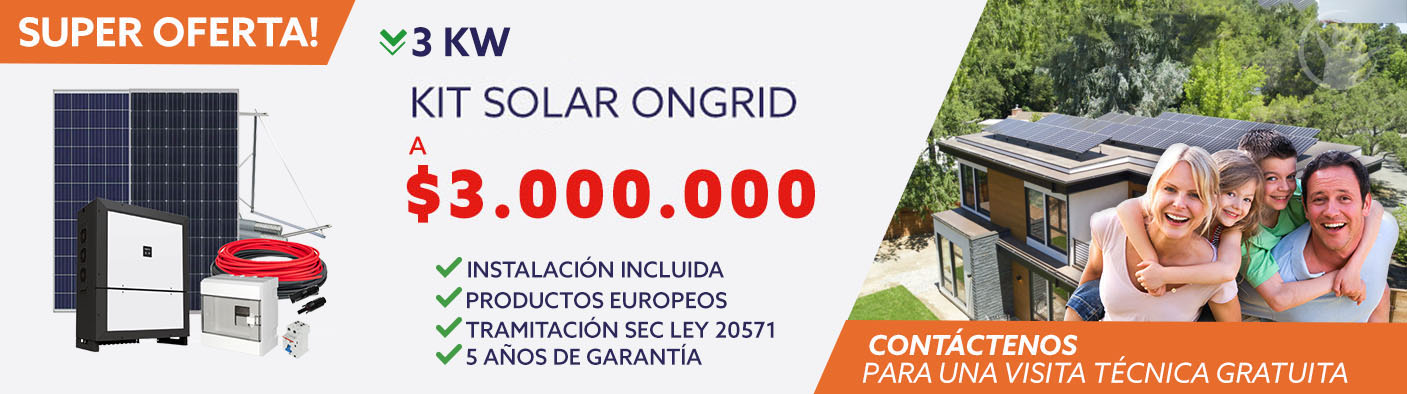 SUPER OFERTA!
3 KW
KIT SOLAR ONGRID
A
$3.000.000
INSTALACIÓN INCLUIDA
PRODUCTOS EUROPEOS
TRAMITACIÓN SEC LEY 20571
5 AÑOS DE GARANTÍA
CONTÁCTENOS
PARA UNA VISITA TÉCNICA GRATUITA